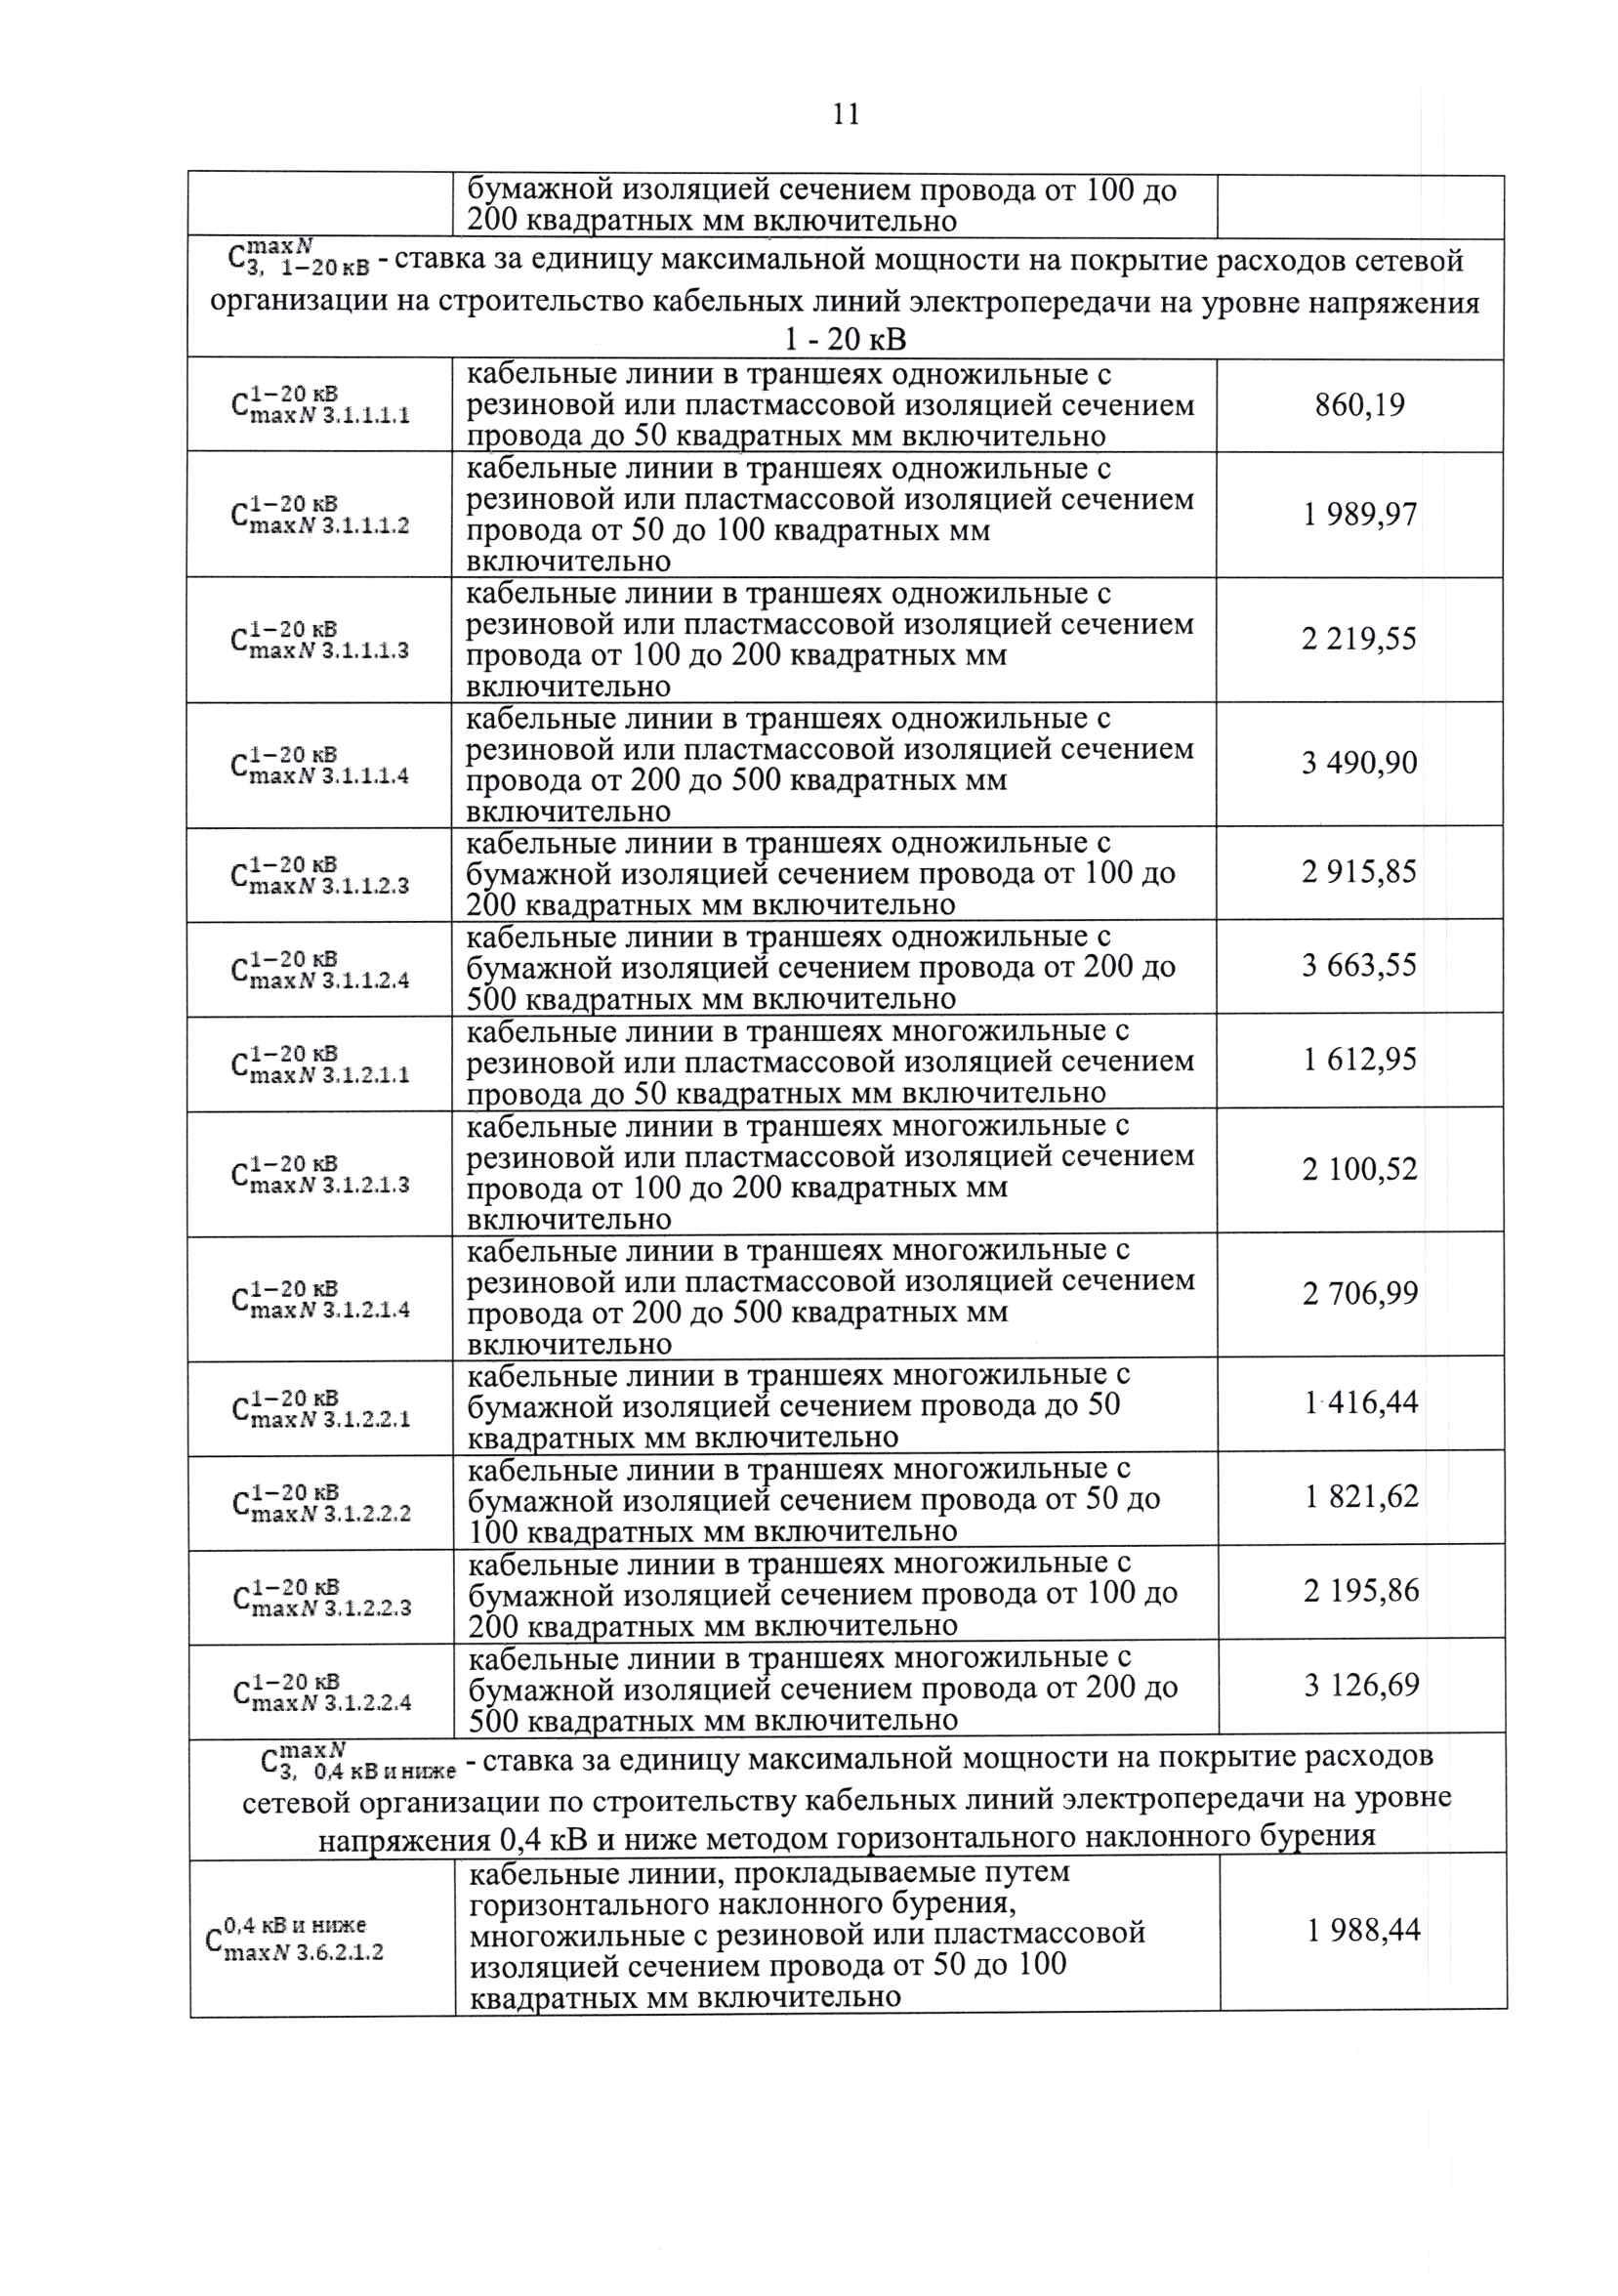 11
бумажной изоляцией сечением провода от 100 до
200 квадратных мм включительно
C maxN 3, 1–20 кВ - ставка за единицу максимальной мощности на покрытие расходов сетевой
организации на строительство кабельных линий электропередачи на уровне напряжения
1 - 20 кВ
C 1–20 кВ maxN 3.1.1.1.1
кабельные линии в траншеях одножильные с
резиновой или пластмассовой изоляцией сечением
провода до 50 квадратных мм включительно
860,19
C 1–20 кВ maxN 3.1.1.1.2
кабельные линии в траншеях одножильные с
резиновой или пластмассовой изоляцией сечением
провода от 50 до 100 квадратных мм
включительно
1 989,97
C 1–20 кВ maxN 3.1.1.1.3
кабельные линии в траншеях одножильные с
резиновой или пластмассовой изоляцией сечением
провода от 100 до 200 квадратных мм
включительно
2 219,55
C 1–20 кВ maxN 3.1.1.1.4
кабельные линии в траншеях одножильные с
резиновой или пластмассовой изоляцией сечением
провода от 200 до 500 квадратных мм
включительно
3 490,90
C 1–20 кВ maxN 3.1.1.2.3
кабельные линии в траншеях одножильные с
бумажной изоляцией сечением провода от 100 до
200 квадратных мм включительно
2 915,85
C 1–20 кВ maxN 3.1.1.2.4
кабельные линии в траншеях одножильные с
бумажной изоляцией сечением провода от 200 до
500 квадратных мм включительно
3 663,55
C 1–20 кВ maxN 3.1.2.1.1
кабельные линии в траншеях многожильные с
резиновой или пластмассовой изоляцией сечением
провода до 50 квадратных мм включительно
1 612,95
C 1–20 кВ maxN 3.1.2.1.3
кабельные линии в траншеях многожильные с
резиновой или пластмассовой изоляцией сечением
провода от 100 до 200 квадратных мм
включительно
2 100,52
C 1–20 кВ maxN 3.1.2.1.4
кабельные линии в траншеях многожильные с
резиновой или пластмассовой изоляцией сечением
провода от 200 до 500 квадратных мм
включительно
2 706,99
C 1–20 кВ maxN 3.1.2.2.1
кабельные линии в траншеях многожильные с
бумажной изоляцией сечением провода до 50
квадратных мм включительно
1 416,44
C 1–20 кВ maxN 3.1.2.2.2
кабельные линии в траншеях многожильные с
бумажной изоляцией сечением провода от 50 до
100 квадратных мм включительно
1 821,62
C 1–20 кВ maxN 3.1.2.2.3
кабельные линии в траншеях многожильные с
бумажной изоляцией сечением провода от 100 до
200 квадратных мм включительно
2 195,86
C 1–20 кВ maxN 3.1.2.2.4
кабельные линии в траншеях многожильные с
бумажной изоляцией сечением провода от 200 до
500 квадратных мм включительно
3 126,69
C maxN 3, 0,4 кВ и ниже - ставка за единицу максимальной мощности на покрытие расходов
сетевой организации по строительству кабельных линий электропередачи на уровне
напряжения 0,4 кВ и ниже методом горизонтального наклонного бурения
C 0,4 кВ и ниже maxN 3.6.2.1.2
кабельные линии, прокладываемые путем
горизонтального наклонного бурения,
многожильные с резиновой или пластмассовой
изоляцией сечением провода от 50 до 100
квадратных мм включительно
1 988,44